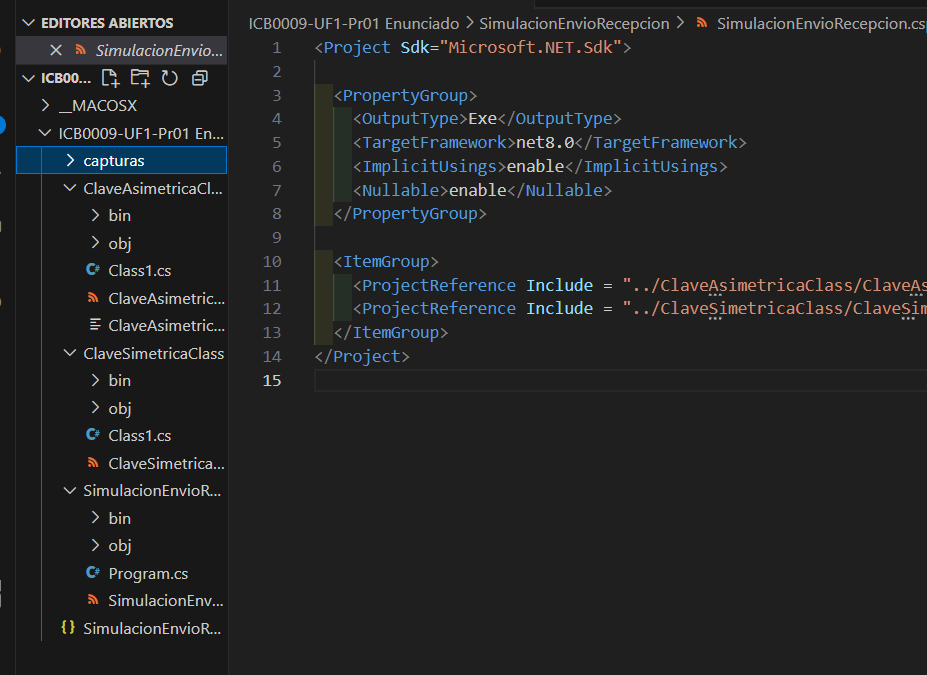 EDITORES ABIERTOS
SimulacionEnvio...
ICB00...
__MACOSX
ICB0009-UF1-Pr01 En...
capturas
ClaveAsimetricaCl...
bin
obj
Class1.cs
ClaveAsimetric...
ClaveAsimetric...
ClaveSimetricaClass
bin
obj
Class1.cs
ClaveSimetrica...
SimulacionEnvioR...
bin
obj
Program.cs
SimulacionEnv...
{} SimulacionEnvioR...
ICB0009-UF1-Pr01 Enunciado > SimulacionEnvioRecepcion > SimulacionEnvioRecepcion.csp
1 <Project Sdk="Microsoft.NET.Sdk">
2
3 <PropertyGroup>
4 <OutputType>Exe</OutputType>
5 <TargetFramework>net8.0</TargetFramework>
6 <ImplicitUsings>enable</ImplicitUsings>
7 <Nullable>enable</Nullable>
8 </PropertyGroup>
9
10 <ItemGroup>
11 <ProjectReference Include = "../ClaveAsimetricaClass/ClaveAs
12 <ProjectReference Include = "../ClaveSimetricaClass/ClaveSim
13 </ItemGroup>
14 </Project>
15